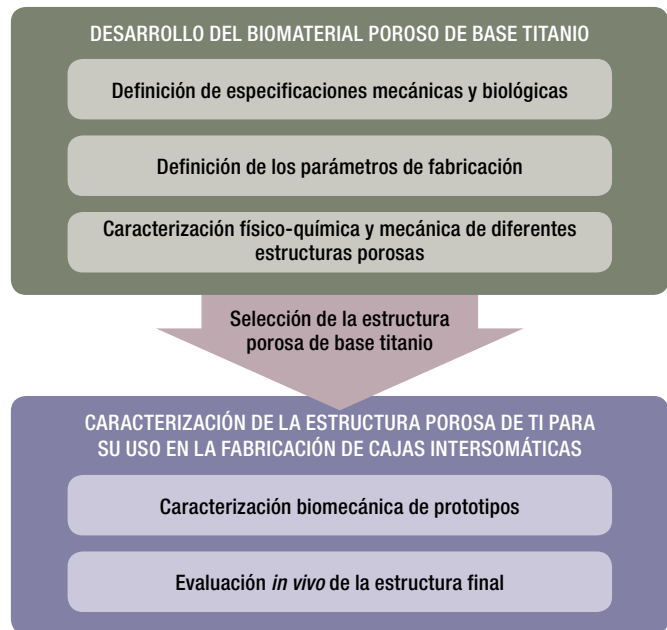 DESARROLLO DEL BIOMATERIAL POROSO DE BASE TITANIO
Definición de especificaciones mecánicas y biológicas
Definición de los parámetros de fabricación
Caracterización físico-química y mecánica de diferentes
estructuras porosas
Selección de la estructura
porosa de base titanio
CARACTERIZACIÓN DE LA ESTRUCTURA POROSA DE TI PARA
SU USO EN LA FABRICACIÓN DE CAJAS INTERSOMÁTICAS
Caracterización biomecánica de prototipos
Evaluación in vivo de la estructura final